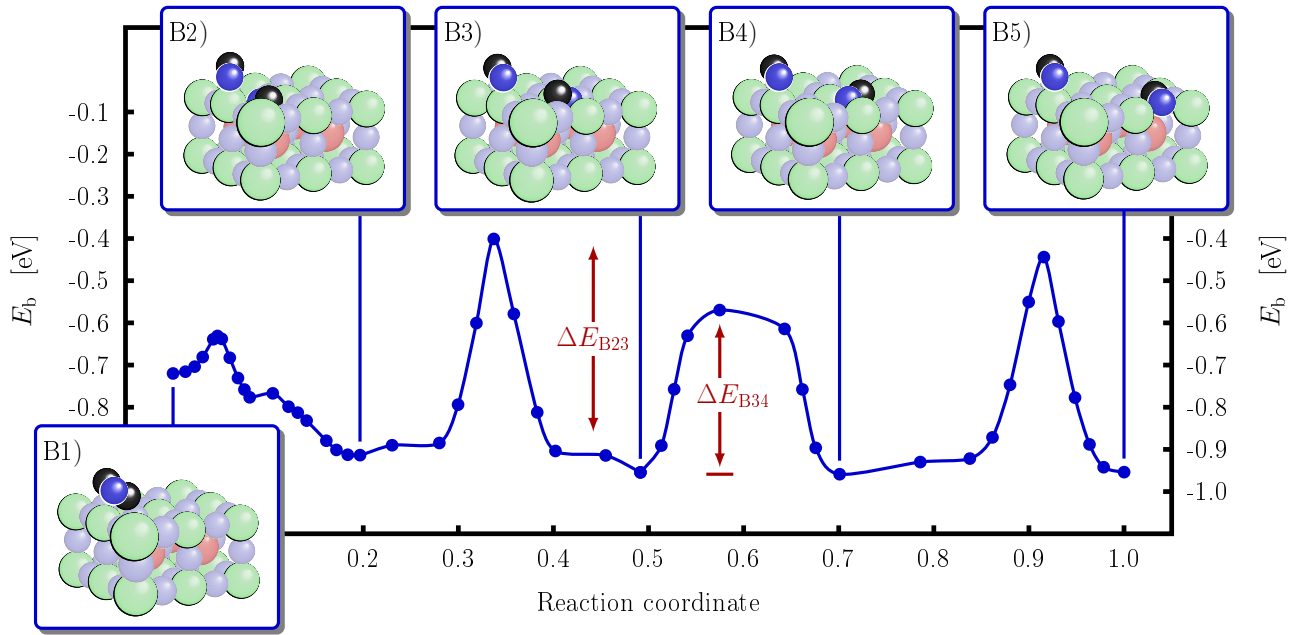 B2)
B3)
B4)
B5)
-0.1
-0.2
-0.3
-0.4
-0.5
-0.6
-0.7
-0.8
E_b [eV]
ΔE_B23
ΔE_B34
-0.4
-0.5
-0.6
-0.7
-0.8
-0.9
-1.0
E_b [eV]
B1)
0.2 0.3 0.4 0.5 0.6 0.7 0.8 0.9 1.0
Reaction coordinate